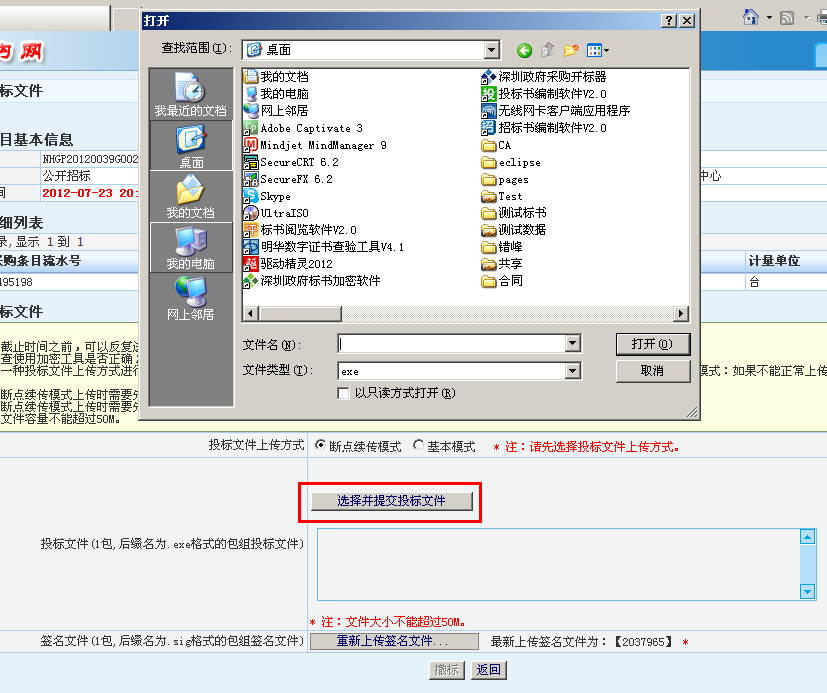 打开
查找范围(I):
桌面
我最近的文档
桌面
我的文档
我的电脑
网上邻居
我的文档
我的电脑
网上邻居
Adobe Captivate 3
Mindjet MindManager 9
SecureCRT 6.2
SecureFX 6.2
Skype
UltraISO
标书阅览软件V2.0
明华数字证书查验工具V4.1
驱动精灵2012
深圳政府标书加密软件
深圳政府采购开标器
投标书编制软件V2.0
无线网卡客户端应用程序
招标书编制软件V2.0
CA
eclipse
pages
Test
测试标书
测试数据
错峰
共享
合同
文件名(N):
打开(O)
文件类型(T):
exe
取消
以只读方式打开(R)
网
标文件
目基本信息
NHGP20120039G002
公开招标
中心
间
2012-07-23 20:
细列表
录,显示 1 到 1
采购条目流水号
计量单位
495198
台
标文件
截止时间之前，可以反复
查使用加密工具是否正确
一种投标文件上传方式进行
模式：如果不能正常上传
断点续传模式上传时需要
断点续传模式上传时需要
文件容量不能超过50M。
投标文件上传方式
断点续传模式
基本模式
* 注：请先选择投标文件上传方式。
选择并提交投标文件
投标文件(1包,后缀名为.exe格式的包组投标文件)
* 注：文件大小不能超过50M。
签名文件(1包,后缀名为.sig格式的包组签名文件)
重新上传签名文件...
最新上传签名文件为：【2037965】 *
撤标
返回